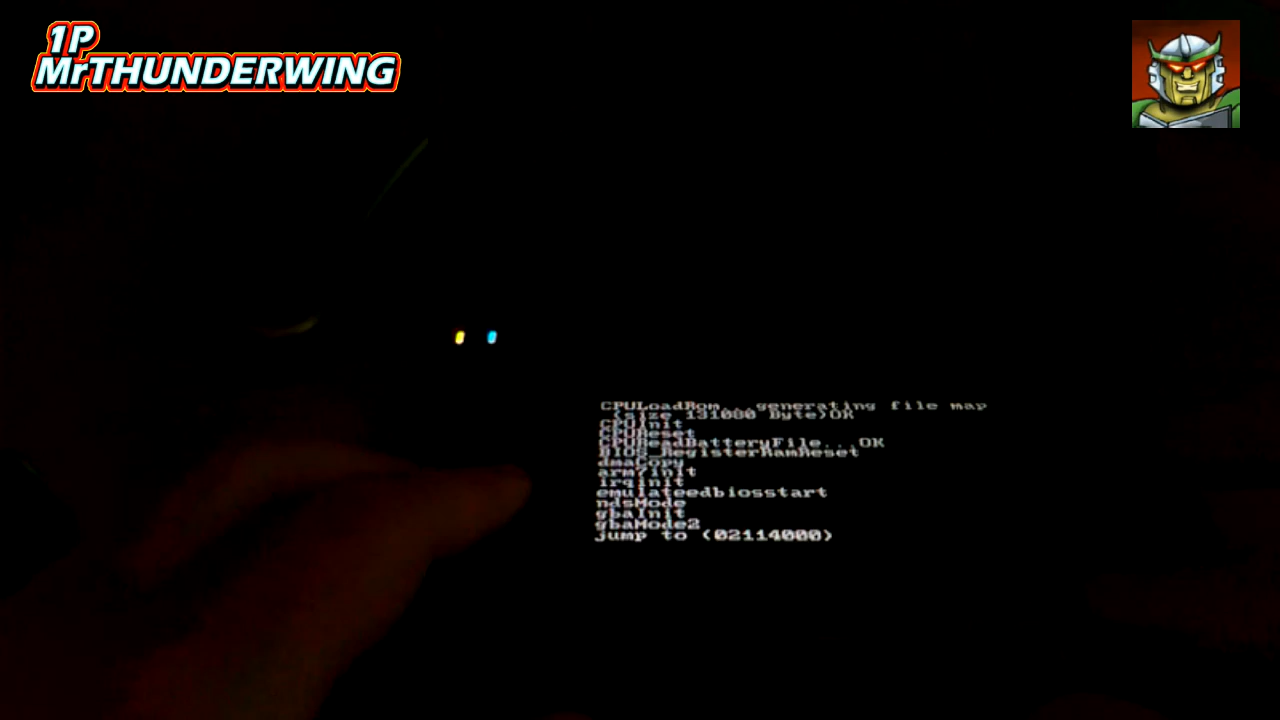 1P
MrTHUNDERWING
CPULoadRom...generating file map
(size 131080 Byte)OK
CPUInit
CPUReset
CPUReadBatteryFile...OK
BIOS_RegisterRamReset
dmaCopy
arm7init
irqinit
emulateedbiosstart
ndsMode
gbaInit
gbaMode2
jump to (02114000)